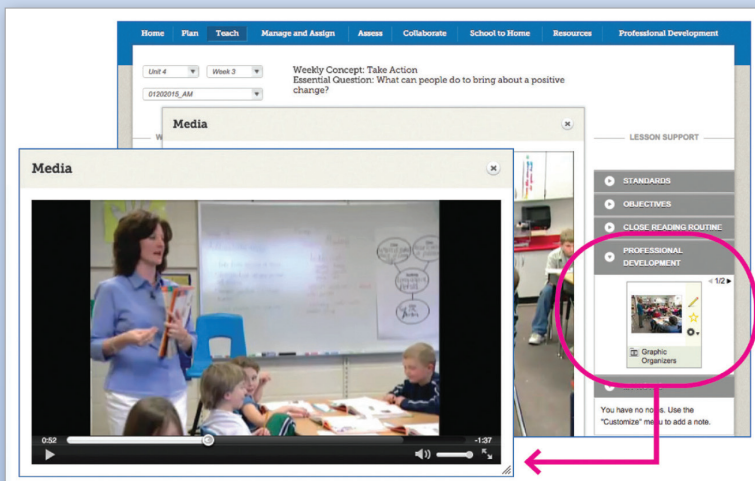 Home Plan Teach Manage and Assign Assess Collaborate School to Home Resources Professional Development
Unit 4 Week 3
01202015_AM
Weekly Concept: Take Action
Essential Question: What can people do to bring about a positive
change?
W
Media
LESSON SUPPORT
STANDARDS
OBJECTIVES
CLOSE READING ROUTINE
PROFESSIONAL
DEVELOPMENT
1/2
Graphic
Organizers
You have no notes. Use the
"Customize" menu to add a note.
Media
0:52
-1:37